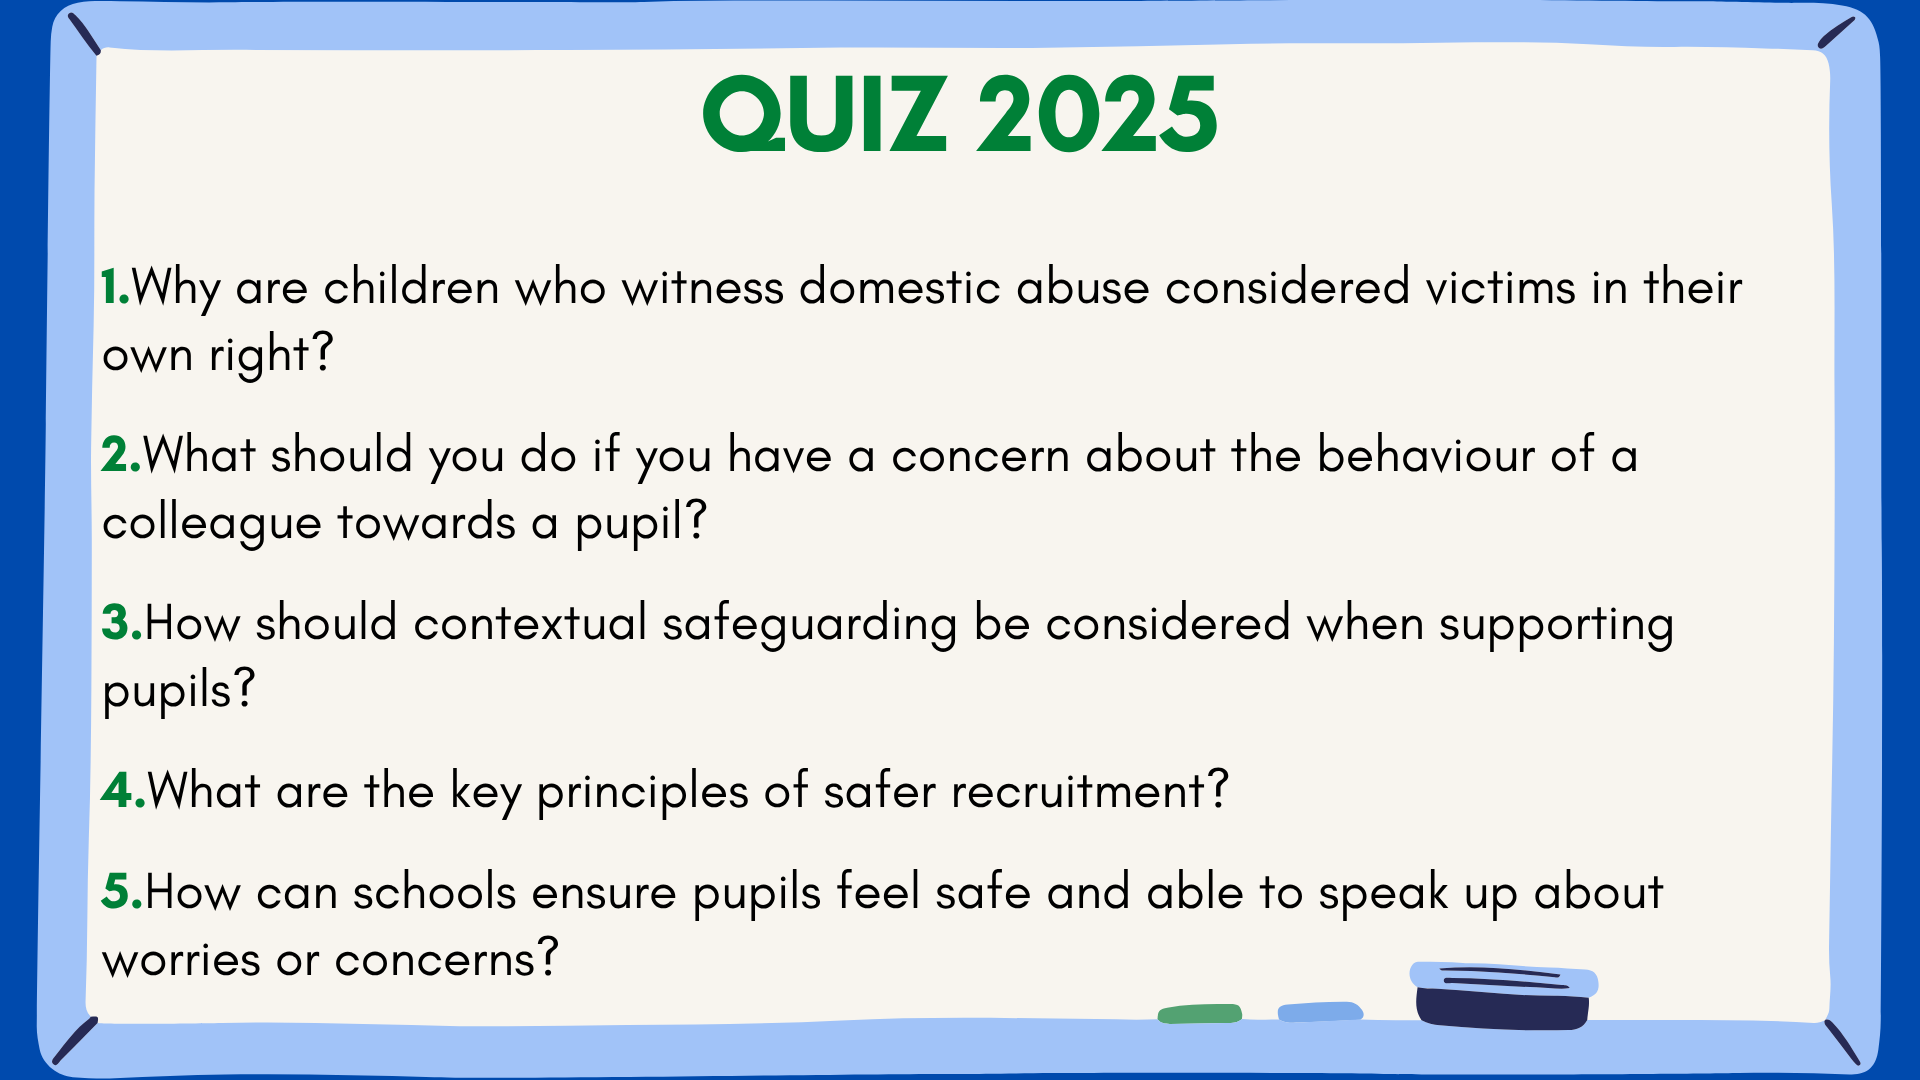 QUIZ 2025
1.Why are children who witness domestic abuse considered victims in their
own right?
2.What should you do if you have a concern about the behaviour of a
colleague towards a pupil?
3.How should contextual safeguarding be considered when supporting
pupils?
4.What are the key principles of safer recruitment?
5.How can schools ensure pupils feel safe and able to speak up about
worries or concerns?